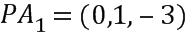 PA₁ = (0,1, – 3)